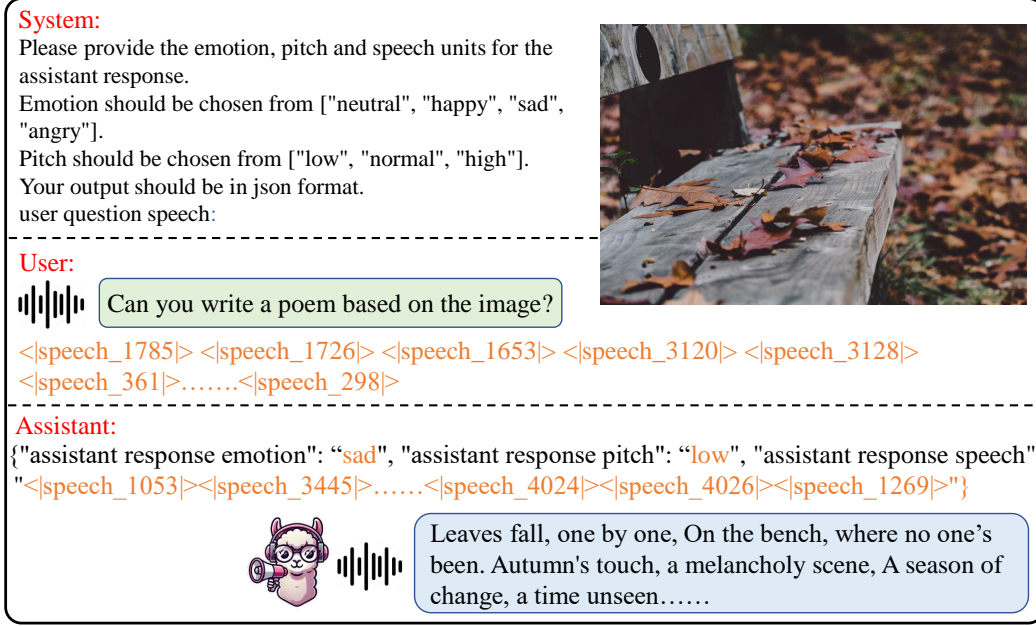 System:
Please provide the emotion, pitch and speech units for the
assistant response.
Emotion should be chosen from ["neutral", "happy", "sad",
"angry"].
Pitch should be chosen from ["low", "normal", "high"].
Your output should be in json format.
user question speech:
User:
Can you write a poem based on the image?
<|speech_1785|> <|speech_1726|> <|speech_1653|> <|speech_3120|> <|speech_3128|>
<|speech_361|>…….<|speech_298|>
Assistant:
{"assistant response emotion": “sad", "assistant response pitch": “low", "assistant response speech"
"<|speech_1053|><|speech_3445|>……<|speech_4024|><|speech_4026|><|speech_1269|>"}
Leaves fall, one by one, On the bench, where no one’s
been. Autumn's touch, a melancholy scene, A season of
change, a time unseen……